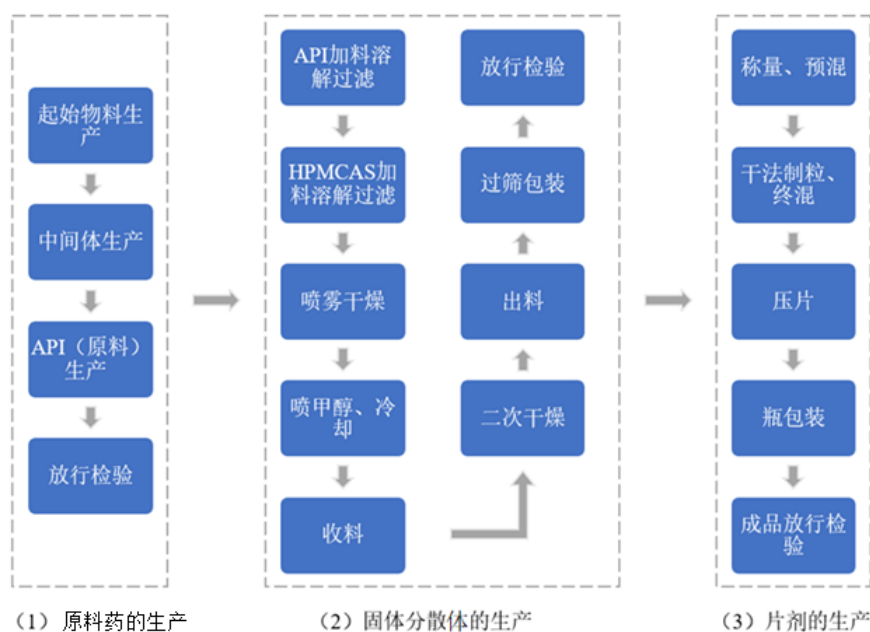 起始物料生
产
中间体生产
API（原料）
生产
放行检验
API加料溶
解过滤
HPMCAS加
料溶解过滤
喷雾干燥
喷甲醇、冷
却
收料
二次干燥
出料
过筛包装
放行检验
称量、预混
干法制粒、
终混
压片
瓶包装
成品放行检
验
（1） 原料药的生产
（2）固体分散体的生产
（3）片剂的生产